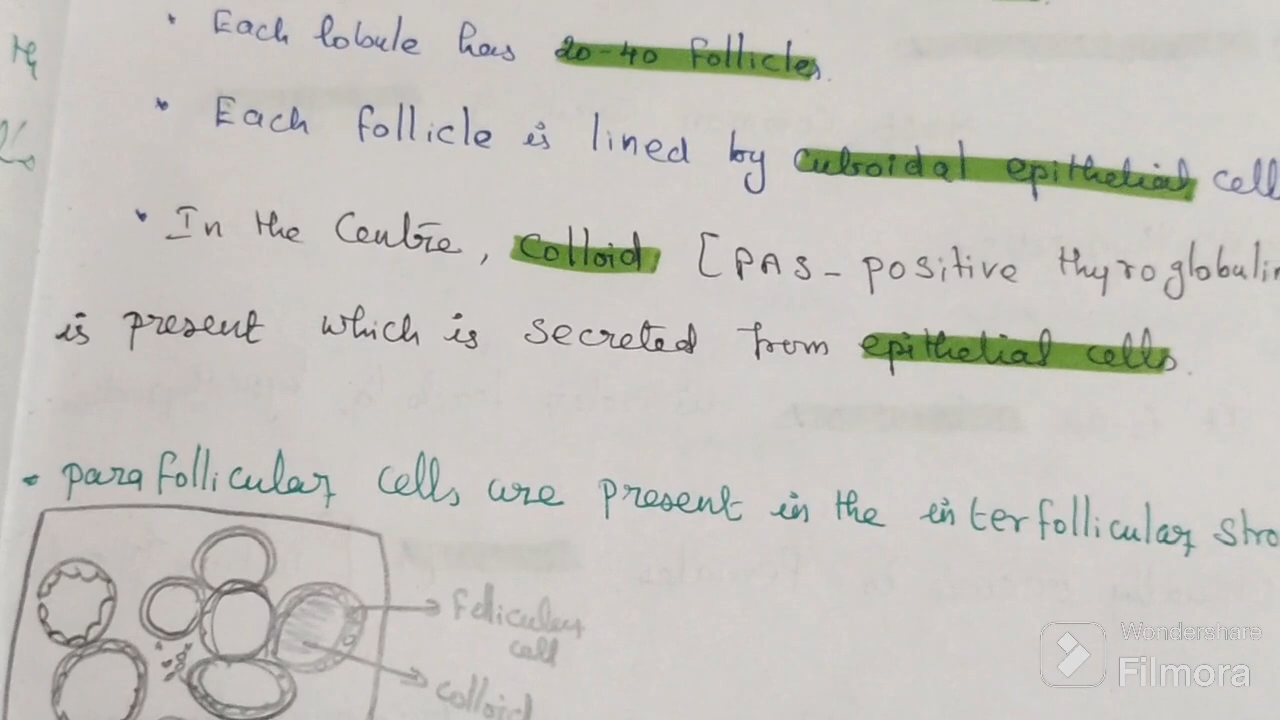 • Each lobule has 20-40 follicles.
• Each follicle is lined by cuboidal epithelial cell
• In the Centre, colloid [PAS-positive thyroglobulin
is present which is secreted from epithelial cells.
• parafollicular cells are present in the interfollicular stro
follicular
cell
colloid
Wondershare
Filmora